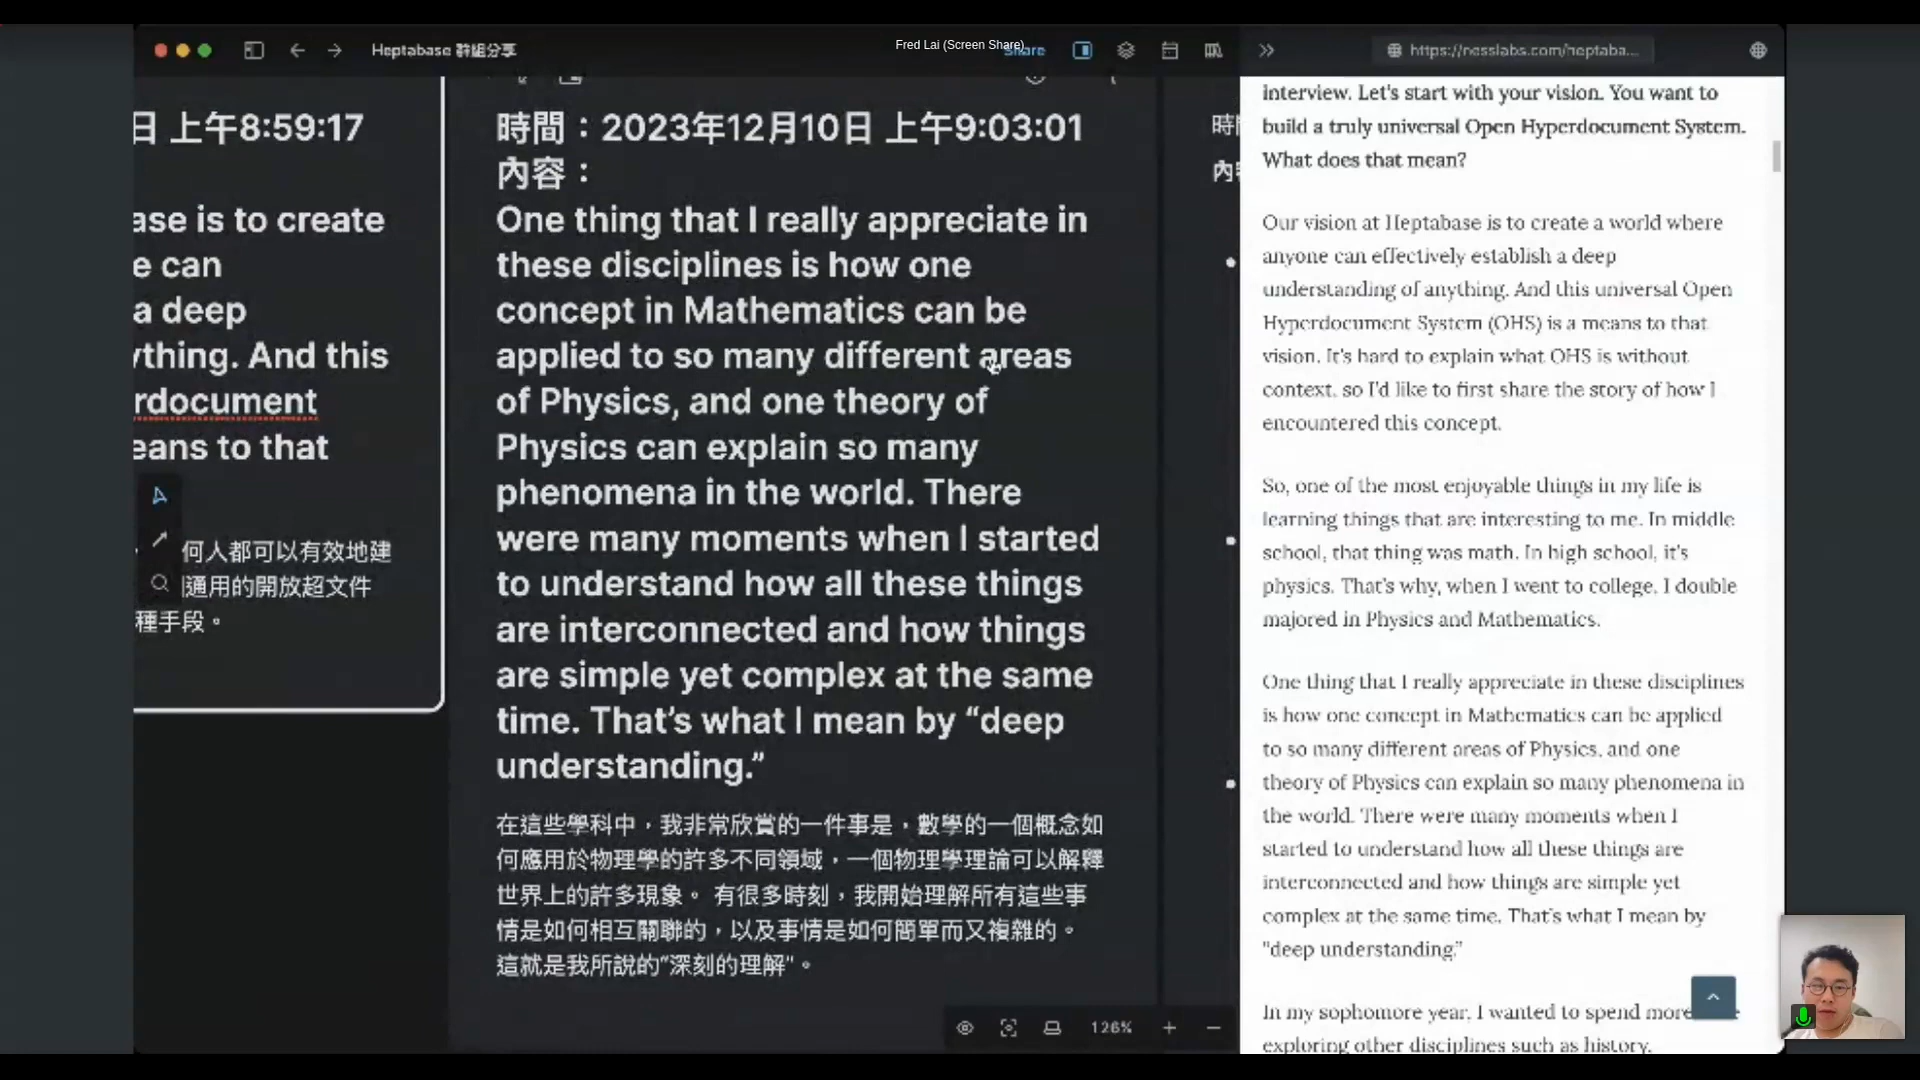 Heptabase 群組分享
Fred Lai (Screen Share)
Share
https://nesslabs.com/heptaba...
日 上午8:59:17
ase is to create
e can
a deep
ything. And this
rdocument
eans to that
何人都可以有效地建
通用的開放超文件
種手段。
時間：2023年12月10日 上午9:03:01
內容：
One thing that I really appreciate in
these disciplines is how one
concept in Mathematics can be
applied to so many different areas
of Physics, and one theory of
Physics can explain so many
phenomena in the world. There
were many moments when I started
to understand how all these things
are interconnected and how things
are simple yet complex at the same
time. That’s what I mean by “deep
understanding.”
在這些學科中，我非常欣賞的一件事是，數學的一個概念如
何應用於物理學的許多不同領域，一個物理學理論可以解釋
世界上的許多現象。 有很多時刻，我開始理解所有這些事
情是如何相互關聯的，以及事情是如何簡單而又複雜的。
這就是我所說的“深刻的理解”。
時
內
126%
interview. Let's start with your vision. You want to
build a truly universal Open Hyperdocument System.
What does that mean?
Our vision at Heptabase is to create a world where
anyone can effectively establish a deep
understanding of anything. And this universal Open
Hyperdocument System (OHS) is a means to that
vision. It's hard to explain what OHS is without
context, so I'd like to first share the story of how I
encountered this concept.
So, one of the most enjoyable things in my life is
learning things that are interesting to me. In middle
school, that thing was math. In high school, it's
physics. That's why, when I went to college, I double
majored in Physics and Mathematics.
One thing that I really appreciate in these disciplines
is how one concept in Mathematics can be applied
to so many different areas of Physics, and one
theory of Physics can explain so many phenomena in
the world. There were many moments when I
started to understand how all these things are
interconnected and how things are simple yet
complex at the same time. That's what I mean by
“deep understanding.”
In my sophomore year, I wanted to spend more
exploring other disciplines such as history,